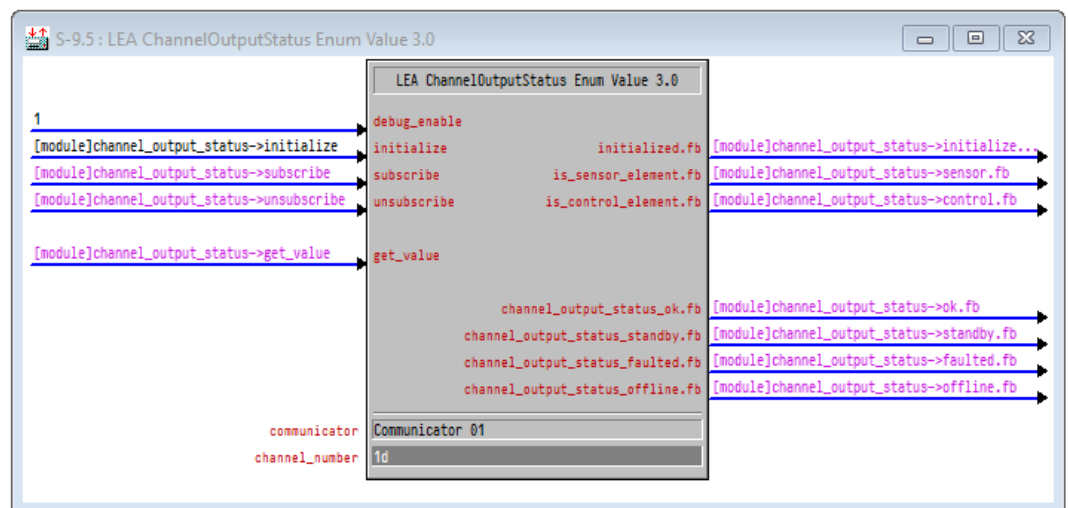 S-9.5 : LEA ChannelOutputStatus Enum Value 3.0
LEA ChannelOutputStatus Enum Value 3.0
1 debug_enable
[module]channel_output_status->initialize initialize initialized.fb [module]channel_output_status->initialize...
[module]channel_output_status->subscribe subscribe is_sensor_element.fb [module]channel_output_status->sensor.fb
[module]channel_output_status->unsubscribe unsubscribe is_control_element.fb [module]channel_output_status->control.fb
[module]channel_output_status->get_value get_value
channel_output_status_ok.fb [module]channel_output_status->ok.fb
channel_output_status_standby.fb [module]channel_output_status->standby.fb
channel_output_status_faulted.fb [module]channel_output_status->faulted.fb
channel_output_status_offline.fb [module]channel_output_status->offline.fb
communicator Communicator 01
channel_number 1d